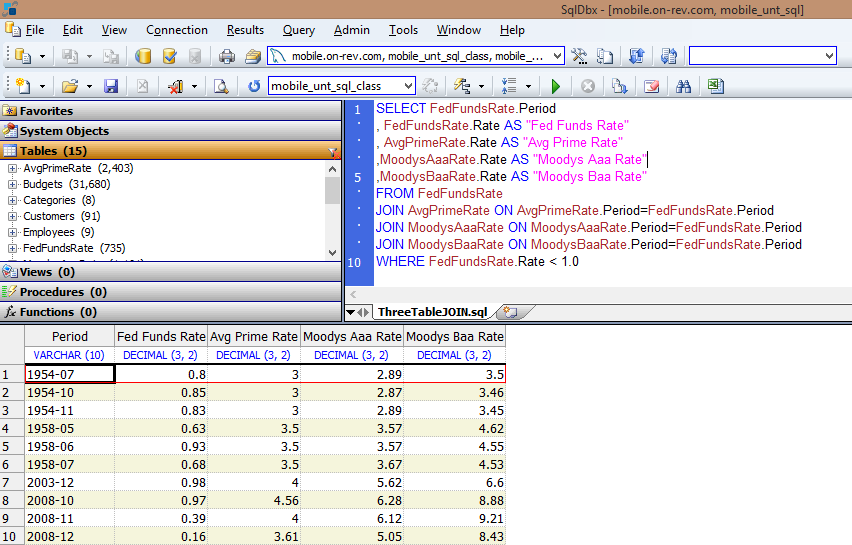 SqlDbx - [mobile.on-rev.com, mobile_unt_sql]
File Edit View Connection Results Query Admin Tools Window Help
mobile.on-rev.com, mobile_unt_sql_class, mobile_...
mobile_unt_sql_class
Favorites
System Objects
Tables (15)
AvgPrimeRate (2,403)
Budgets (31,680)
Categories (8)
Customers (91)
Employees (9)
FedFundsRate (735)
Views (0)
Procedures (0)
fx Functions (0)
1 SELECT FedFundsRate.Period
, FedFundsRate.Rate AS "Fed Funds Rate"
, AvgPrimeRate.Rate AS "Avg Prime Rate"
,MoodysAaaRate.Rate AS "Moodys Aaa Rate"
5 ,MoodysBaaRate.Rate AS "Moodys Baa Rate"
FROM FedFundsRate
JOIN AvgPrimeRate ON AvgPrimeRate.Period=FedFundsRate.Period
JOIN MoodysAaaRate ON MoodysAaaRate.Period=FedFundsRate.Period
JOIN MoodysBaaRate ON MoodysBaaRate.Period=FedFundsRate.Period
10 WHERE FedFundsRate.Rate < 1.0
ThreeTableJOIN.sql
Period Fed Funds Rate Avg Prime Rate Moodys Aaa Rate Moodys Baa Rate
VARCHAR (10) DECIMAL (3, 2) DECIMAL (3, 2) DECIMAL (3, 2) DECIMAL (3, 2)
1 1954-07 0.8 3 2.89 3.5
2 1954-10 0.85 3 2.87 3.46
3 1954-11 0.83 3 2.89 3.45
4 1958-05 0.63 3.5 3.57 4.62
5 1958-06 0.93 3.5 3.57 4.55
6 1958-07 0.68 3.5 3.67 4.53
7 2003-12 0.98 4 5.62 6.6
8 2008-10 0.97 4.56 6.28 8.88
9 2008-11 0.39 4 6.12 9.21
10 2008-12 0.16 3.61 5.05 8.43